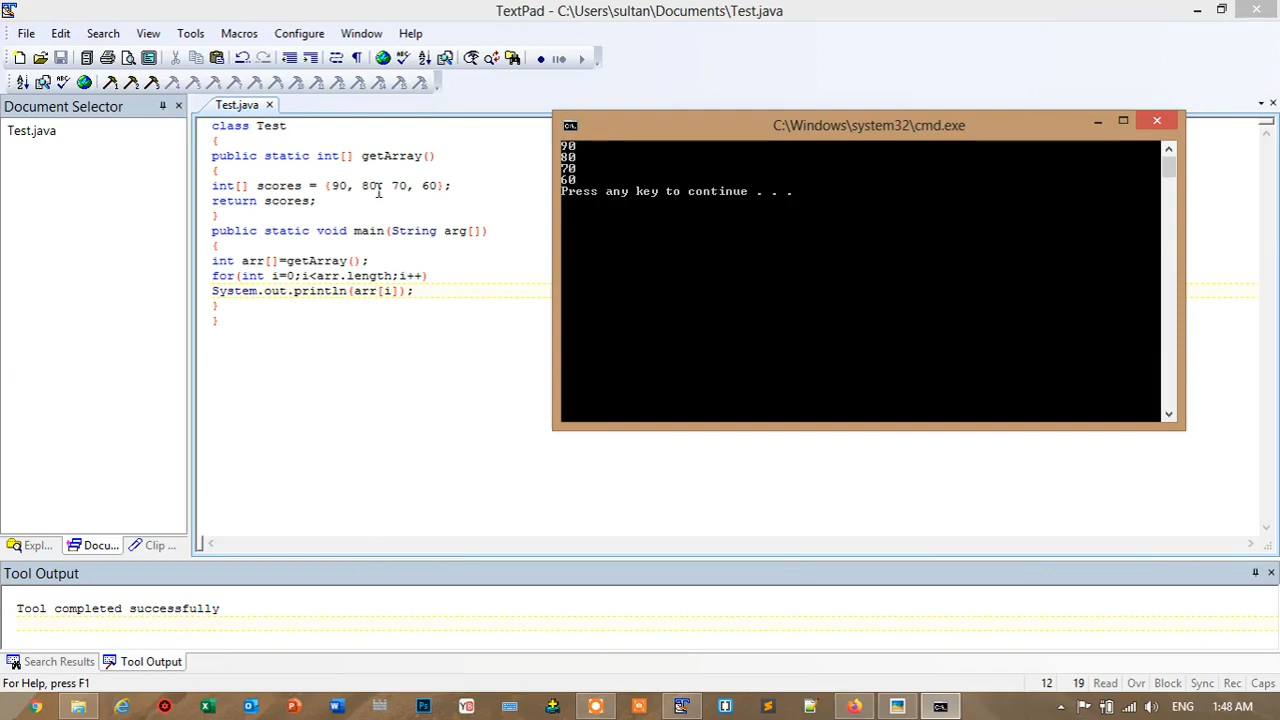 TextPad - C:\Users\sultan\Documents\Test.java
File Edit Search View Tools Macros Configure Window Help
Document Selector
Test.java
Test.java
class Test
{
public static int[] getArray()
{
int[] scores = {90, 80, 70, 60};
return scores;
}
public static void main(String arg[])
{
int arr[]=getArray();
for(int i=0;i<arr.length;i++)
System.out.println(arr[i]);
}
}
C:\Windows\system32\cmd.exe
90
80
70
60
Press any key to continue . . .
Expl... Docu... Clip ...
Tool Output
Tool completed successfully
Search Results Tool Output
For Help, press F1
12 19 Read Ovr Block Sync Rec Caps
ENG 1:48 AM